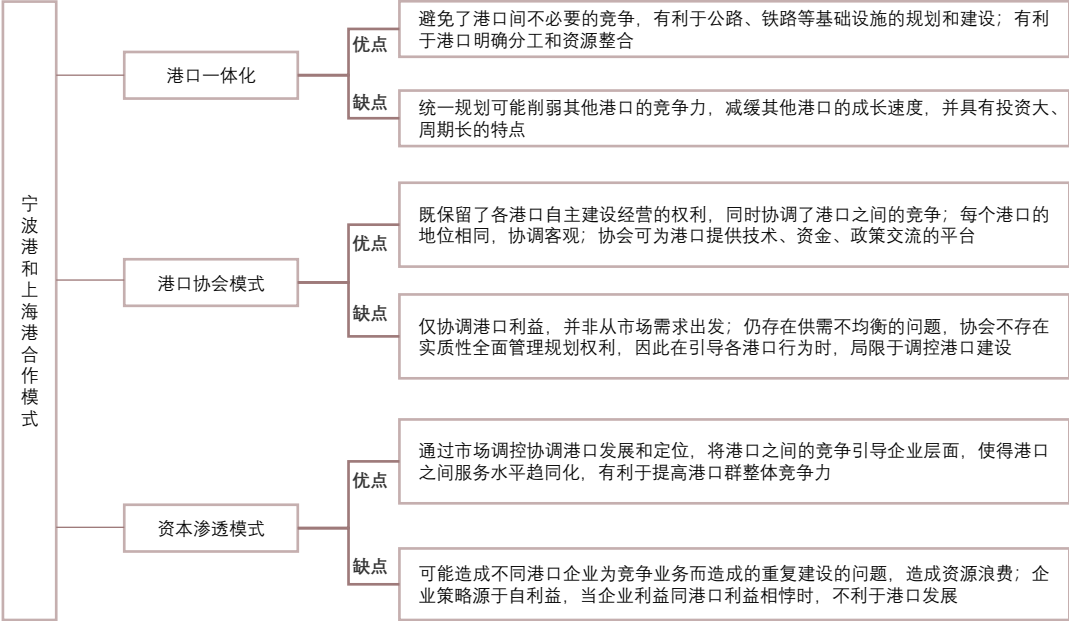 宁波港和上海港合作模式
港口一体化
优点
避免了港口间不必要的竞争，有利于公路、铁路等基础设施的规划和建设；有利
于港口明确分工和资源整合
缺点
统一规划可能削弱其他港口的竞争力，减缓其他港口的成长速度，并具有投资大、
周期长的特点
港口协会模式
优点
既保留了各港口自主建设经营的权利，同时协调了港口之间的竞争；每个港口的
地位相同，协调客观；协会可为港口提供技术、资金、政策交流的平台
缺点
仅协调港口利益，并非从市场需求出发；仍存在供需不均衡的问题，协会不存在
实质性全面管理规划权利，因此在引导各港口行为时，局限于调控港口建设
资本渗透模式
优点
通过市场调控协调港口发展和定位，将港口之间的竞争引导企业层面，使得港口
之间服务水平趋同化，有利于提高港口群整体竞争力
缺点
可能造成不同港口企业为竞争业务而造成的重复建设的问题，造成资源浪费；企
业策略源于自利益，当企业利益同港口利益相悖时，不利于港口发展